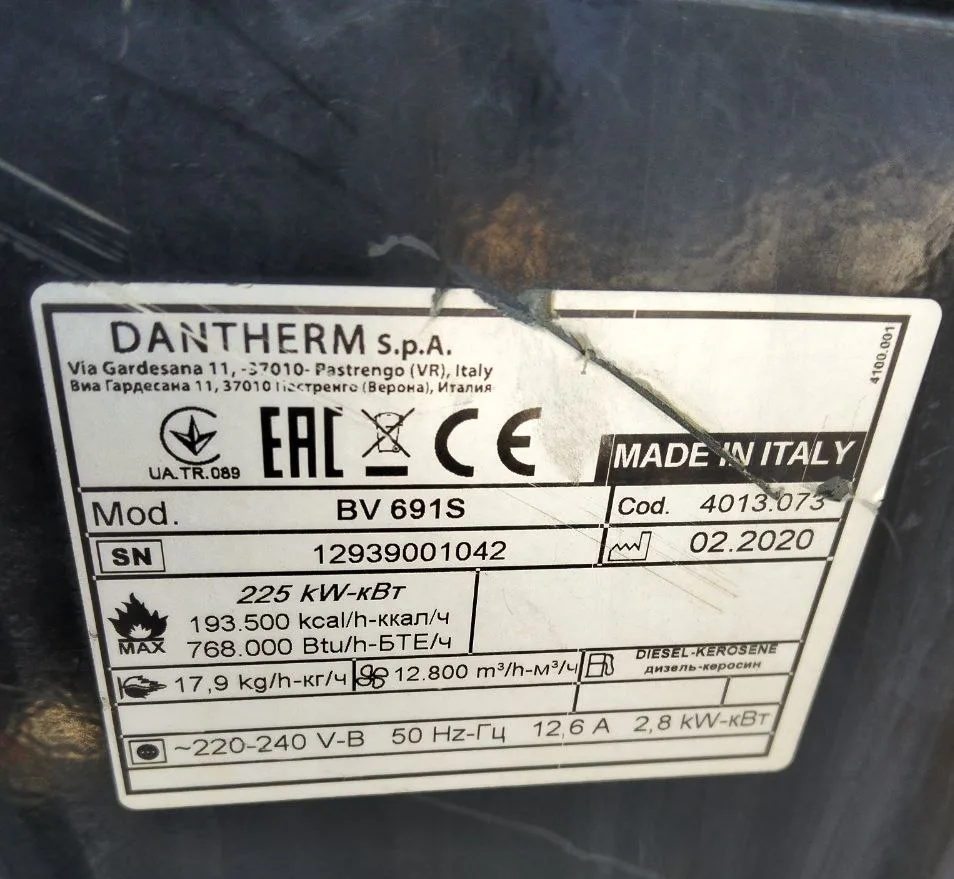 DANTHERM S.p.A.
Via Gardesana 11, -37010- Pastrengo (VR), Italy
Виа Гардесана 11, 37010 Пастренго (Верона), Италия
4100.001
UA.TR.089
EAC
CE
MADE IN ITALY
Mod. BV 691S
Cod. 4013.073
SN 12939001042
02.2020
225 kW-кВт
193.500 kcal/h-ккал/ч
768.000 Btu/h-БТЕ/ч
MAX
17,9 kg/h-кг/ч
12.800 m³/h-м³/ч
DIESEL-KEROSENE
дизель-керосин
~220-240 V-В 50 Hz-Гц 12,6 A 2,8 kW-кВт